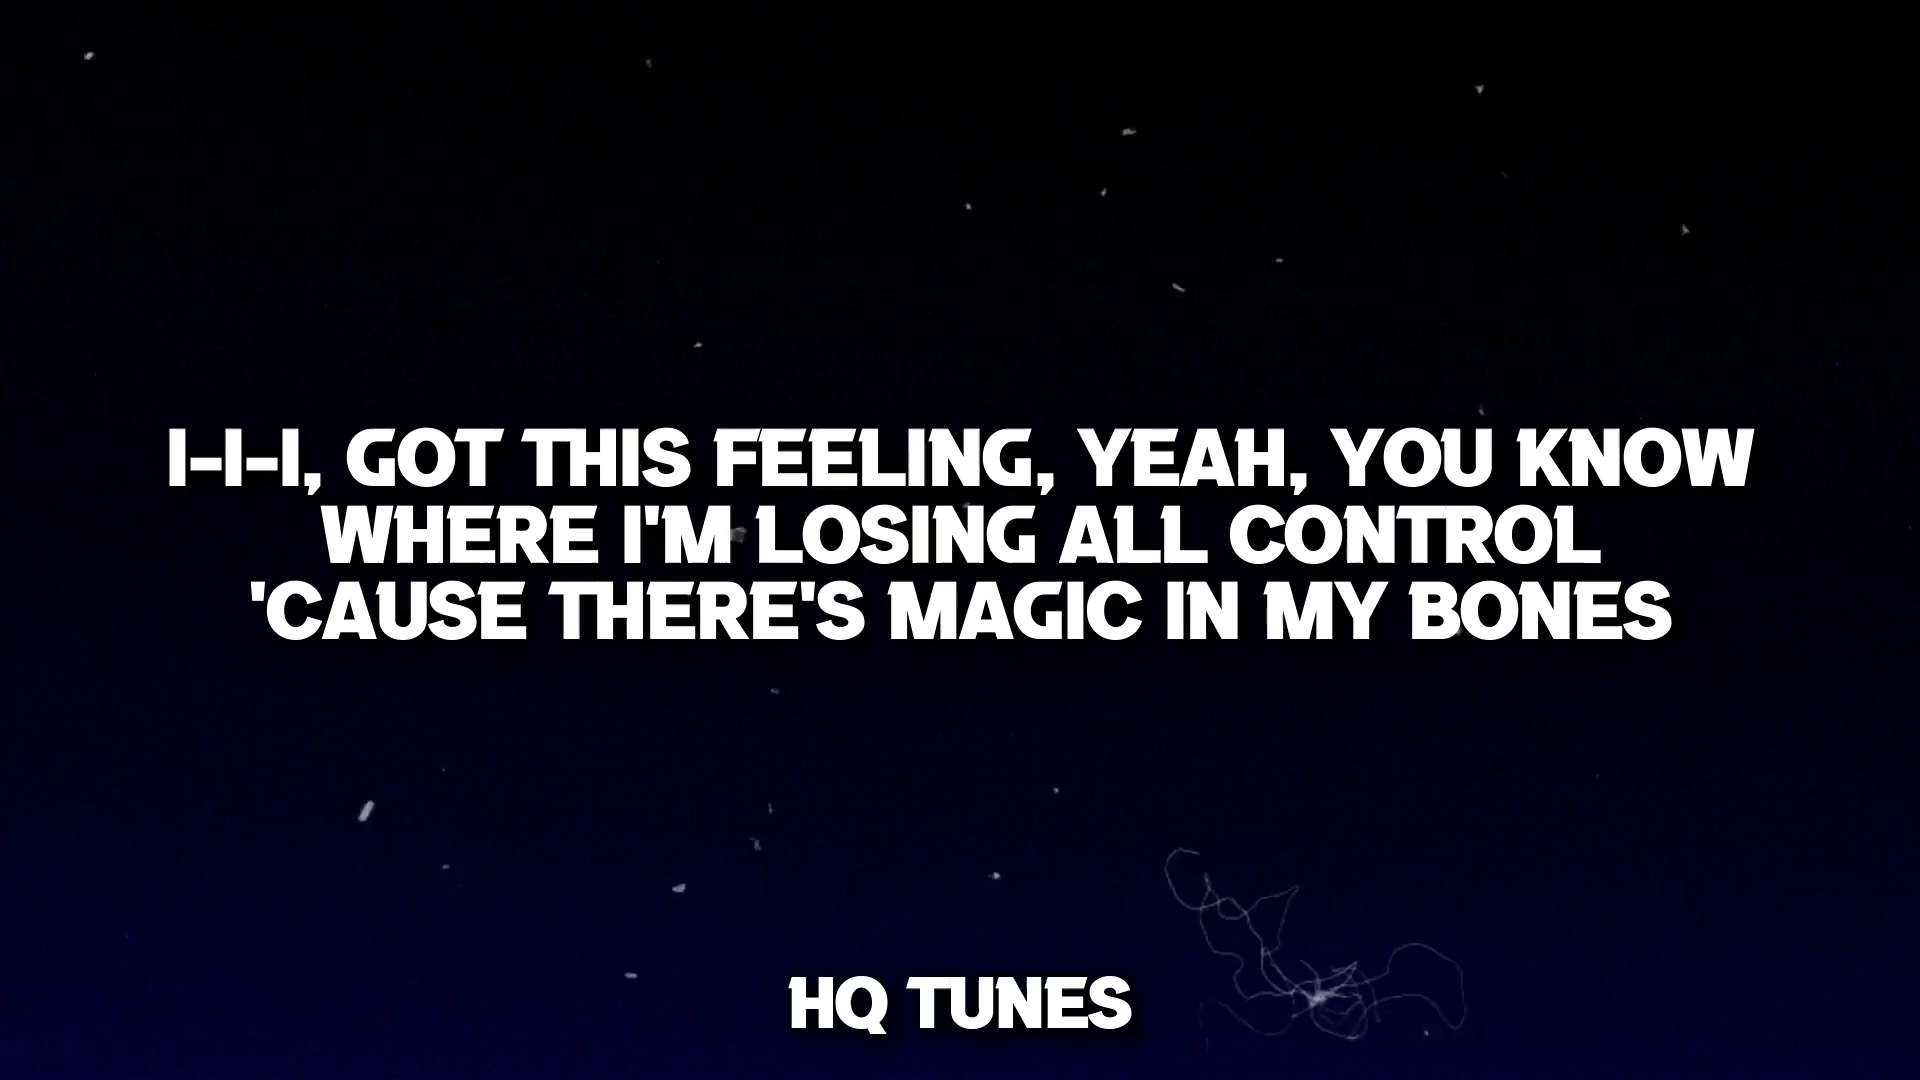 I-I-I, GOT THIS FEELING, YEAH, YOU KNOW
WHERE I'M LOSING ALL CONTROL
'CAUSE THERE'S MAGIC IN MY BONES
HQ TUNES